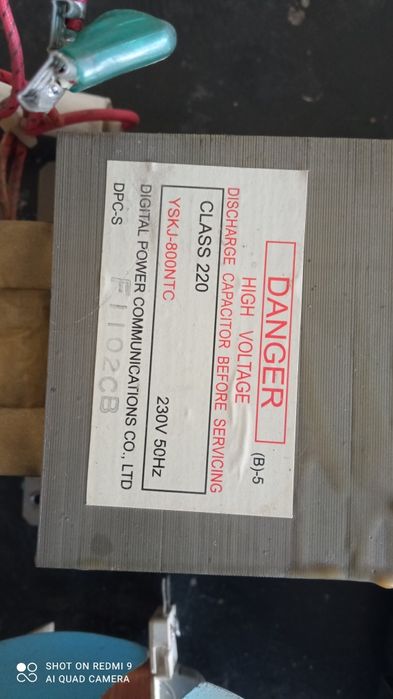 DANGER
HIGH VOLTAGE (B)-5
DISCHARGE CAPACITOR BEFORE SERVICING
CLASS 220
YSKJ-800NTC 230V 50Hz
DIGITAL POWER COMMUNICATIONS CO., LTD
DPC-S F1102CB
SHOT ON REDMI 9
AI QUAD CAMERA